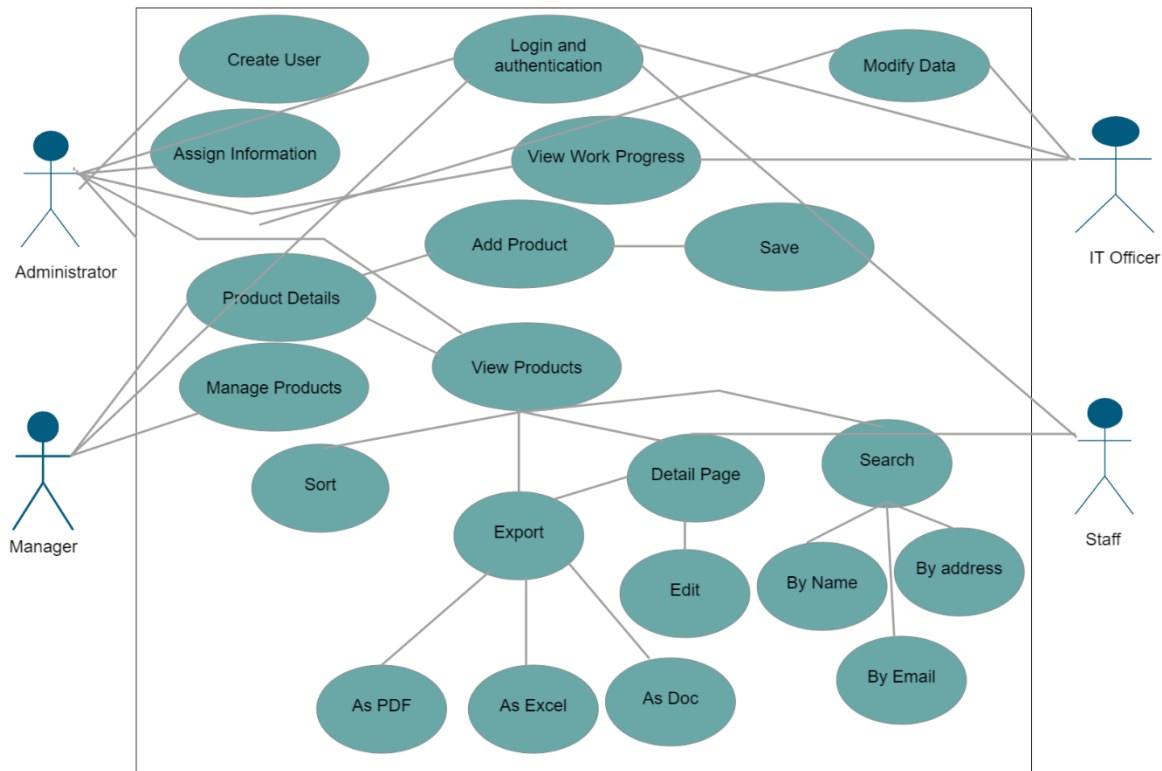 Create User
Login and
authentication
Modify Data
Assign Information
View Work Progress
Administrator
IT Officer
Add Product
Save
Product Details
View Products
Manage Products
Sort
Detail Page
Search
Manager
Staff
Export
Edit
By Name
By address
By Email
As PDF
As Excel
As Doc